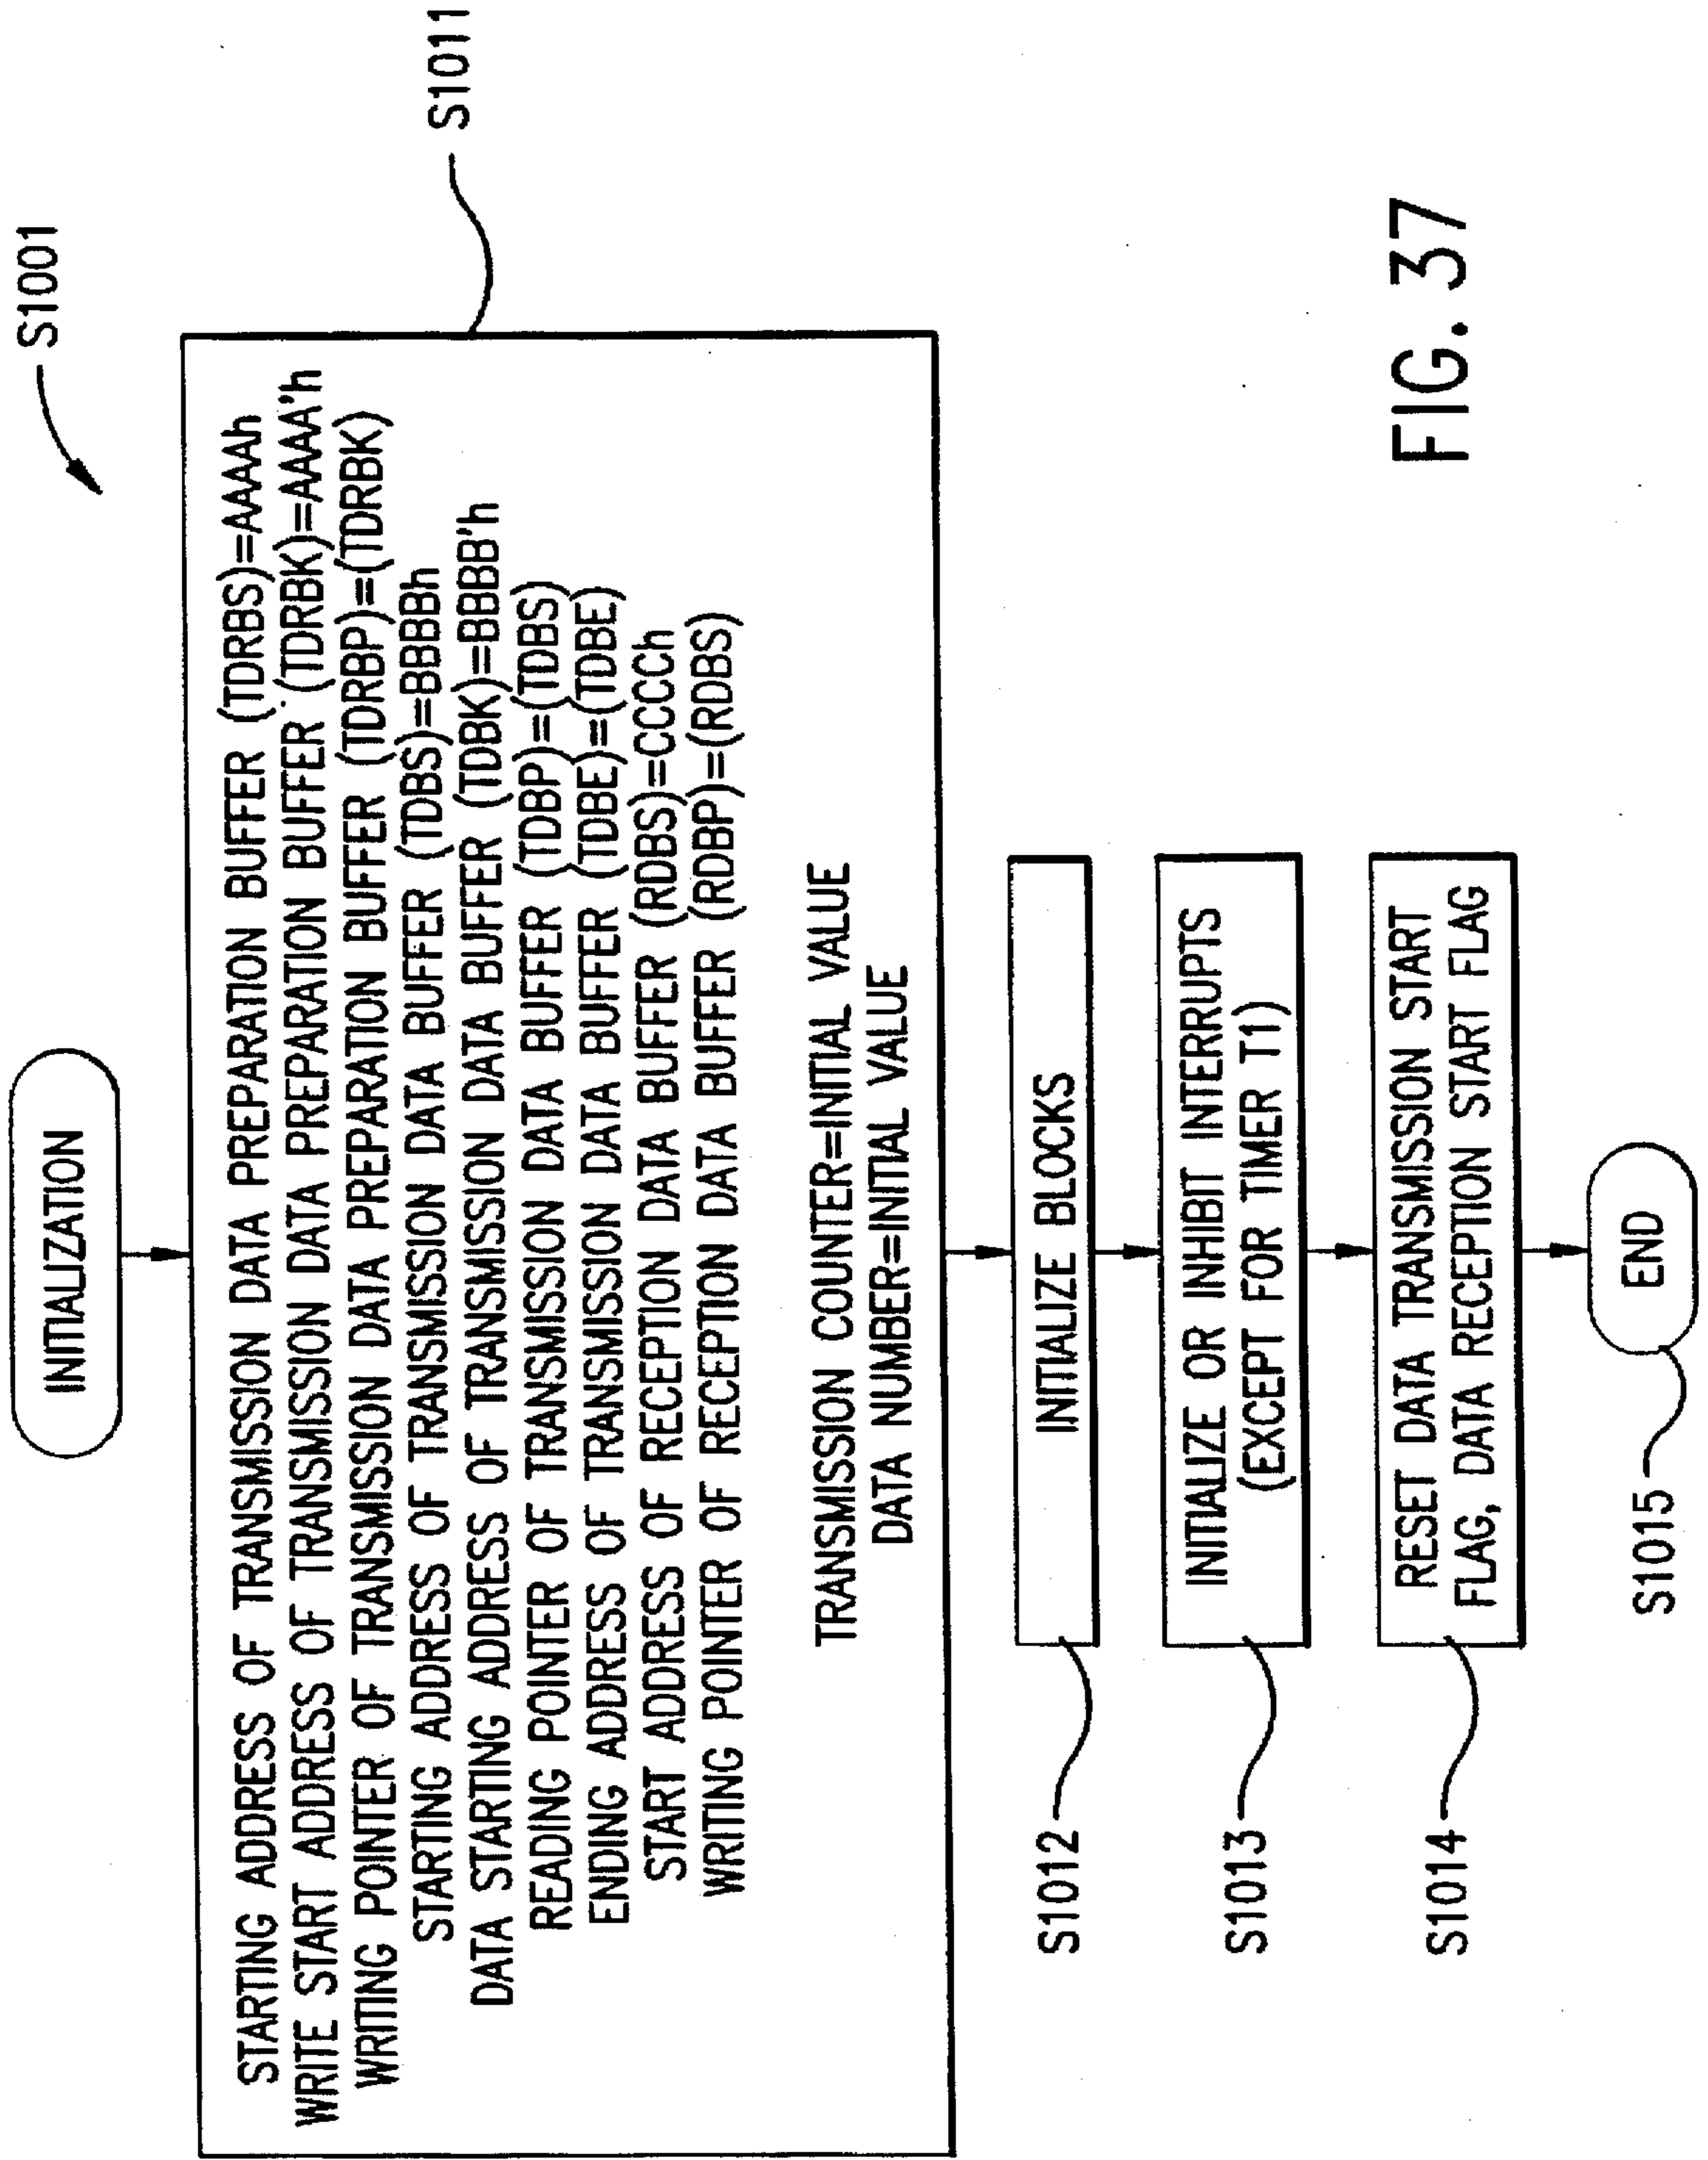 S1001
INITIALIZATION
STARTING ADDRESS OF TRANSMISSION DATA PREPARATION BUFFER (TDRBS)=AAAAh
WRITE START ADDRESS OF TRANSMISSION DATA PREPARATION BUFFER (TDRBK)=AAAA'h
WRITING POINTER OF TRANSMISSION DATA PREPARATION BUFFER (TDRBP)=(TDRBK)
STARTING ADDRESS OF TRANSMISSION DATA BUFFER (TDBS)=BBBBh
DATA STARTING ADDRESS OF TRANSMISSION DATA BUFFER (TDBK)=BBBB'h
READING POINTER OF TRANSMISSION DATA BUFFER (TDBP)=(TDBS)
ENDING ADDRESS OF TRANSMISSION DATA BUFFER (TDBE)=(TDBE)
START ADDRESS OF RECEPTION DATA BUFFER (RDBS)=CCCCh
WRITING POINTER OF RECEPTION DATA BUFFER (RDBP)=(RDBS)
TRANSMISSION COUNTER=INITIAL VALUE
DATA NUMBER=INITIAL VALUE
S1011
S1012
INITIALIZE BLOCKS
S1013
INITIALIZE OR INHIBIT INTERRUPTS
(EXCEPT FOR TIMER T1)
S1014
RESET DATA TRANSMISSION START
FLAG, DATA RECEPTION START FLAG
S1015
END
FIG. 37